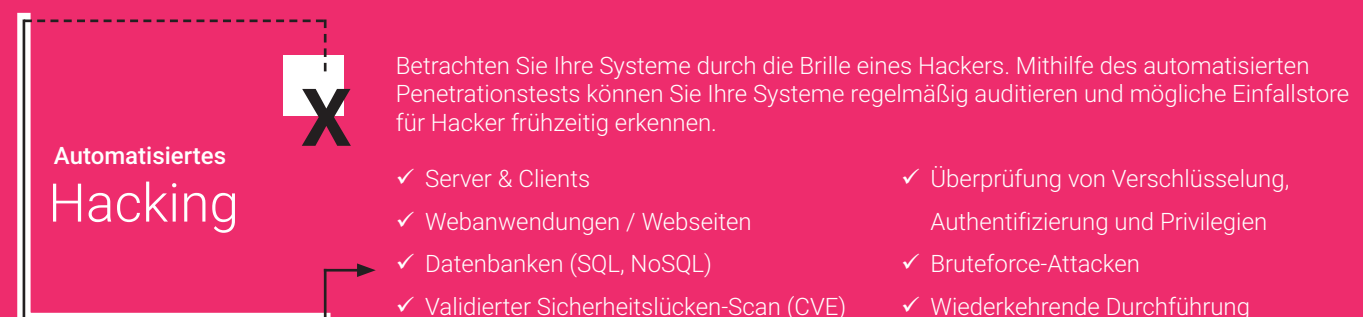 Automatisiertes
Hacking
X
Betrachten Sie Ihre Systeme durch die Brille eines Hackers. Mithilfe des automatisierten
Penetrationstests können Sie Ihre Systeme regelmäßig auditieren und mögliche Einfallstore
für Hacker frühzeitig erkennen.
✓ Server & Clients
✓ Webanwendungen / Webseiten
✓ Datenbanken (SQL, NoSQL)
✓ Validierter Sicherheitslücken-Scan (CVE)
✓ Überprüfung von Verschlüsselung,
Authentifizierung und Privilegien
✓ Bruteforce-Attacken
✓ Wiederkehrende Durchführung